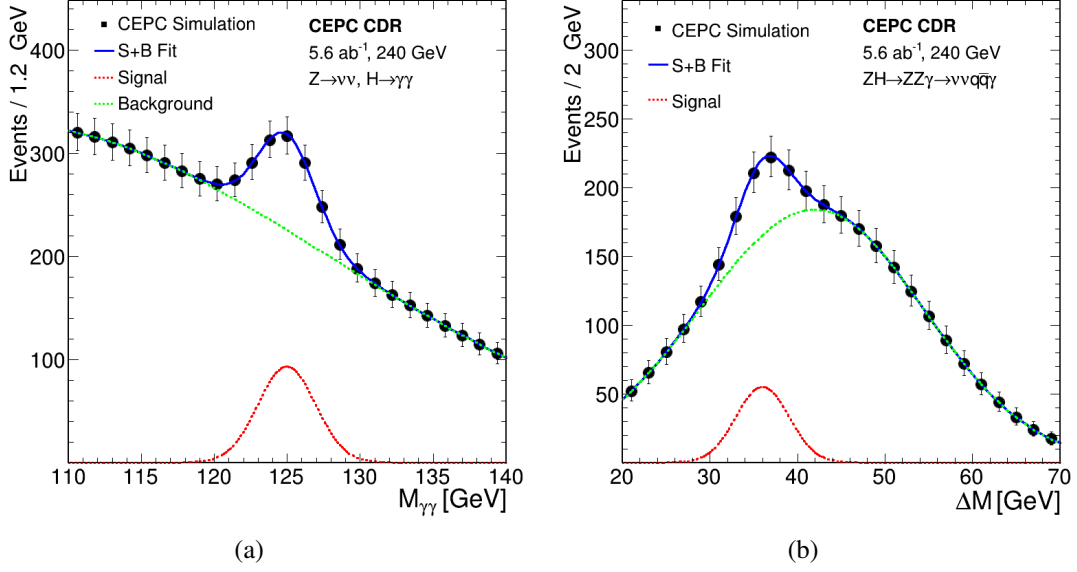 Events / 1.2 GeV
400
300
200
100
CEPC Simulation
S+B Fit
Signal
Background
CEPC CDR
5.6 ab⁻¹, 240 GeV
Z→νν, H→γγ
110 115 120 125 130 135 140
M_γγ [GeV]
(a)
Events / 2 GeV
300
250
200
150
100
50
CEPC Simulation
S+B Fit
Signal
CEPC CDR
5.6 ab⁻¹, 240 GeV
ZH→ZZγ→ννqq̅γ
20 30 40 50 60 70
ΔM [GeV]
(b)